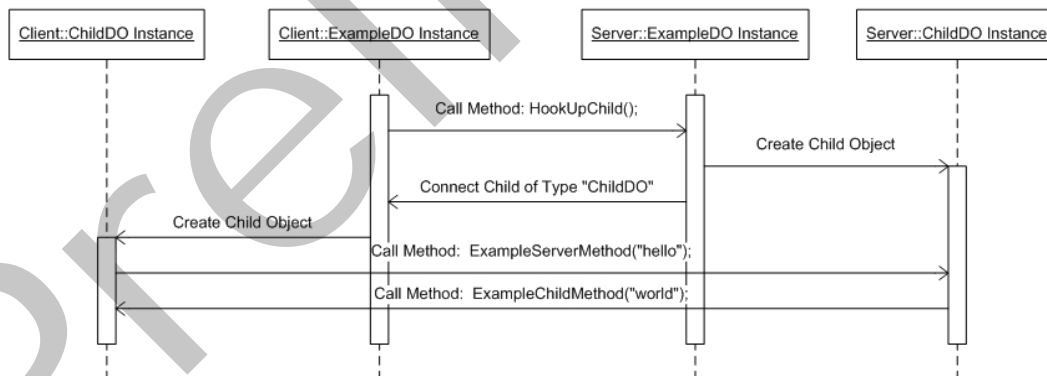 Client::ChildDO Instance
Client::ExampleDO Instance
Server::ExampleDO Instance
Server::ChildDO Instance
Call Method: HookUpChild();
Create Child Object
Connect Child of Type "ChildDO"
Create Child Object
Call Method:  ExampleServerMethod("hello");
Call Method:  ExampleChildMethod("world");